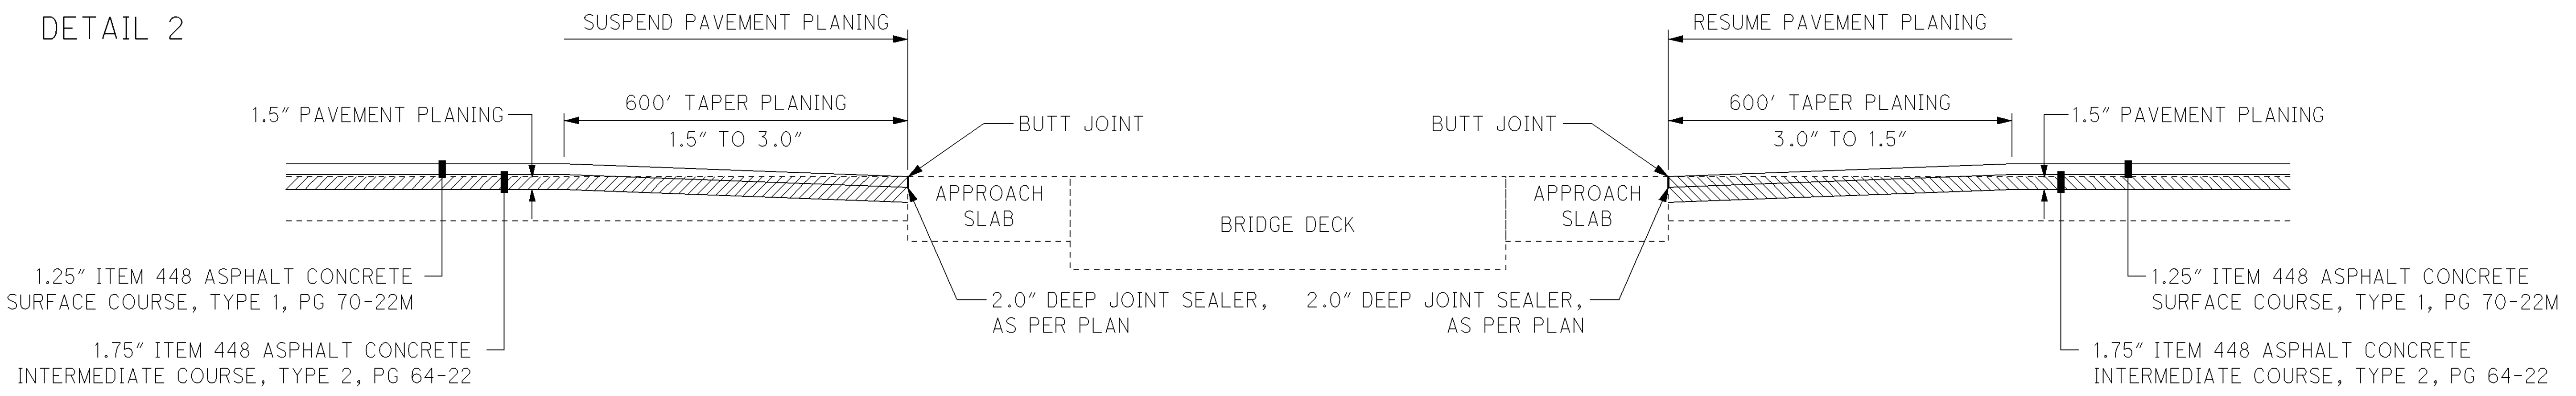 DETAIL 2
SUSPEND PAVEMENT PLANING
RESUME PAVEMENT PLANING
1.5" PAVEMENT PLANING
600' TAPER PLANING
1.5" TO 3.0"
BUTT JOINT
BUTT JOINT
600' TAPER PLANING
3.0" TO 1.5"
1.5" PAVEMENT PLANING
APPROACH
SLAB
BRIDGE DECK
APPROACH
SLAB
1.25" ITEM 448 ASPHALT CONCRETE
SURFACE COURSE, TYPE 1, PG 70-22M
1.75" ITEM 448 ASPHALT CONCRETE
INTERMEDIATE COURSE, TYPE 2, PG 64-22
2.0" DEEP JOINT SEALER,
AS PER PLAN
2.0" DEEP JOINT SEALER,
AS PER PLAN
1.25" ITEM 448 ASPHALT CONCRETE
SURFACE COURSE, TYPE 1, PG 70-22M
1.75" ITEM 448 ASPHALT CONCRETE
INTERMEDIATE COURSE, TYPE 2, PG 64-22